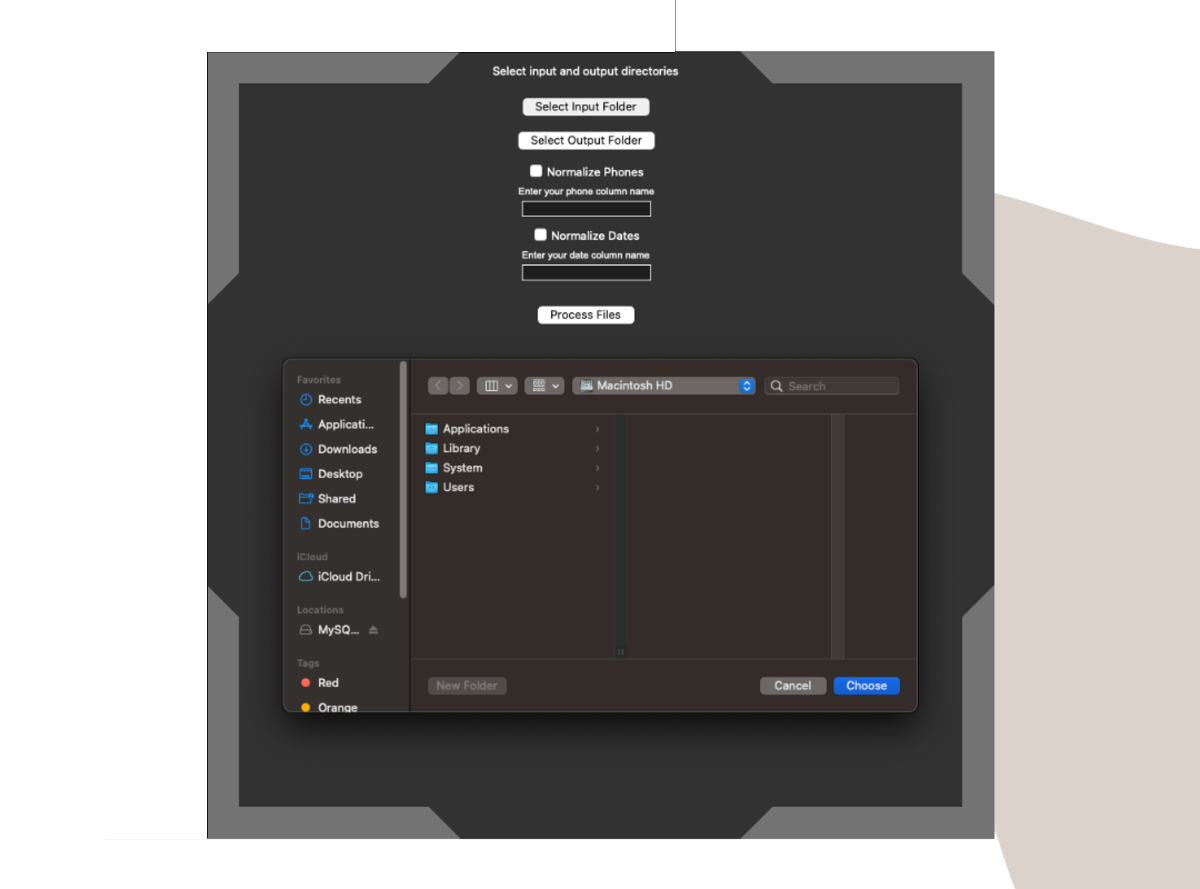 Select input and output directories
Select Input Folder
Select Output Folder
Normalize Phones
Enter your phone column name
Normalize Dates
Enter your date column name
Process Files
Favorites
Recents
Applicati...
Downloads
Desktop
Shared
Documents
iCloud
iCloud Dri...
Locations
MySQ...
Tags
Red
Orange
Macintosh HD
Search
Applications
Library
System
Users
New Folder
Cancel
Choose